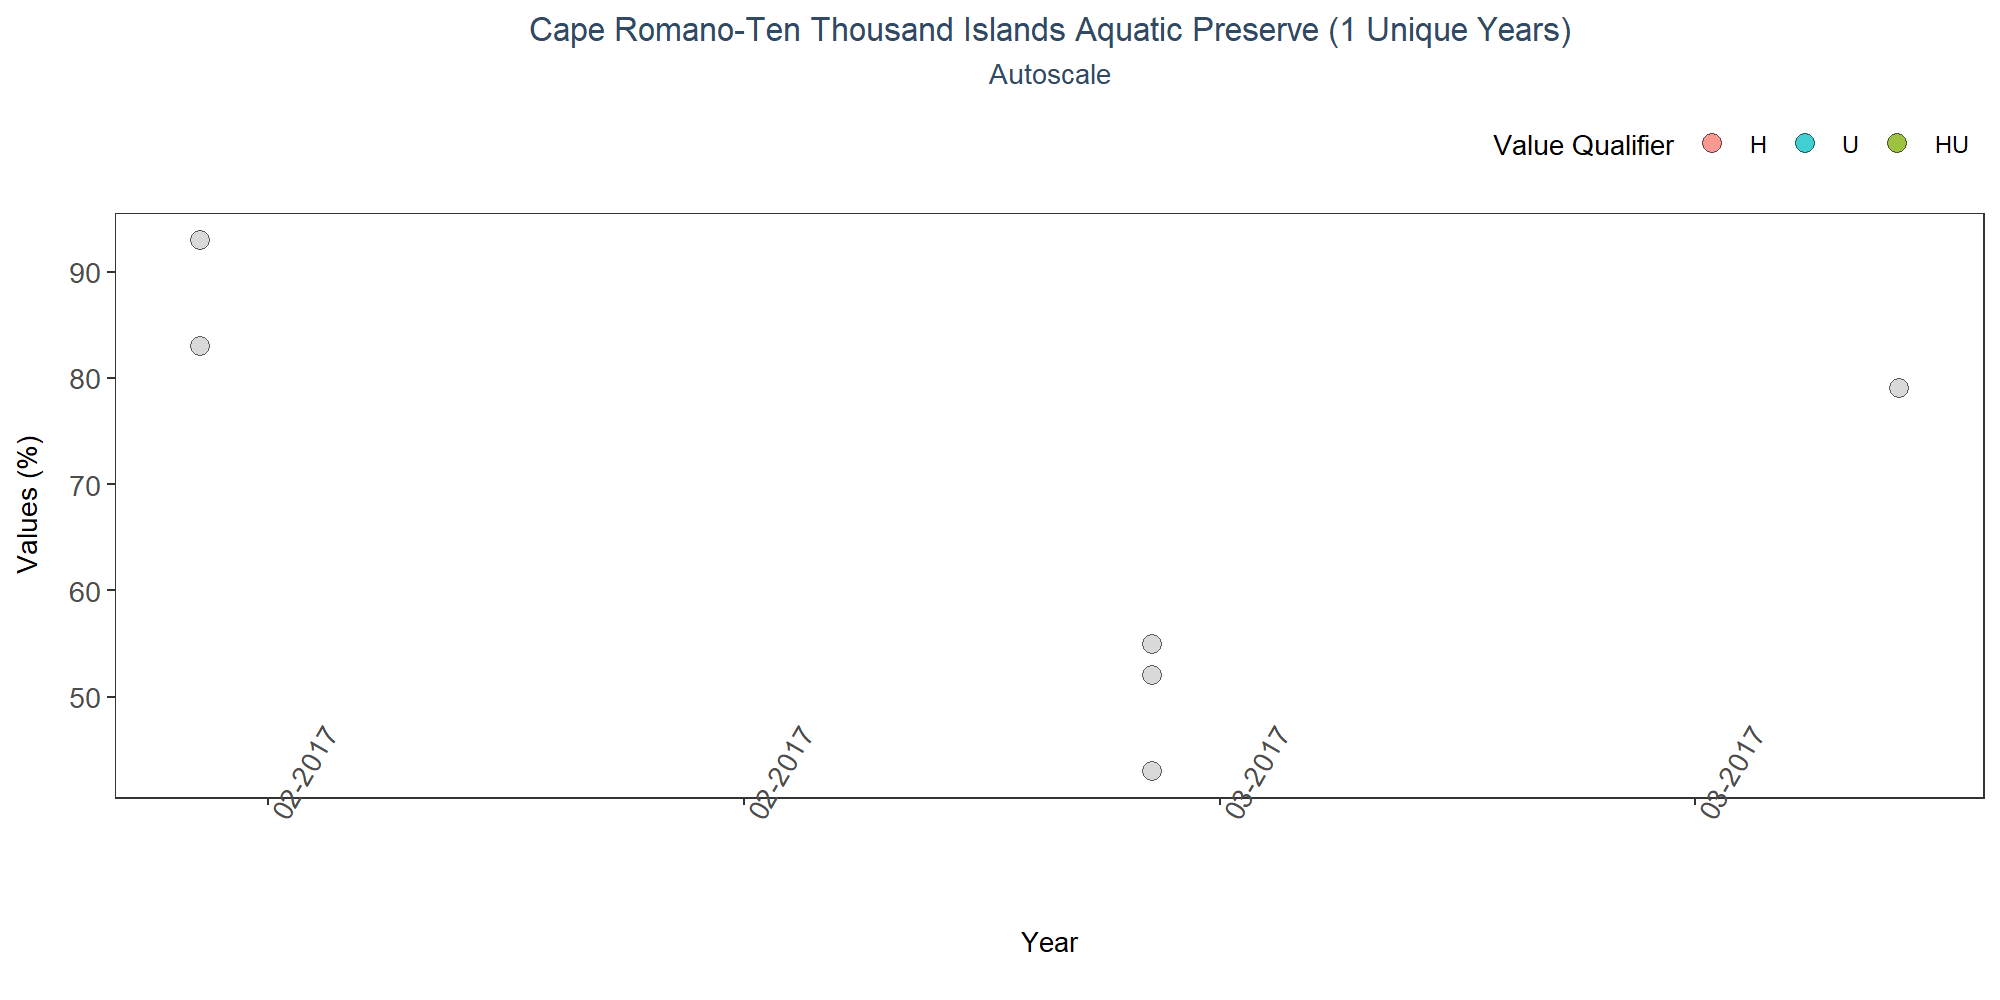 Cape Romano-Ten Thousand Islands Aquatic Preserve (1 Unique Years)
Autoscale
Value Qualifier H U HU
90
80
70
60
50
Values (%)
02-2017 02-2017 03-2017 03-2017
Year